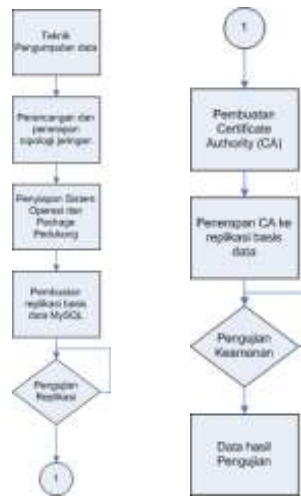 Teknik
Pengumpulan data
Perancangan dan
penerapan
topologi jaringan
Penyiapan Sistem
Operasi dan
Package
Pendukung
Pembuatan
replikasi basis
data MySQL
Pengujian
Replikasi
1
1
Pembuatan
Certificate
Authority (CA)
Penerapan CA ke
replikasi basis
data
Pengujian
Keamanan
Data hasil
Pengujian